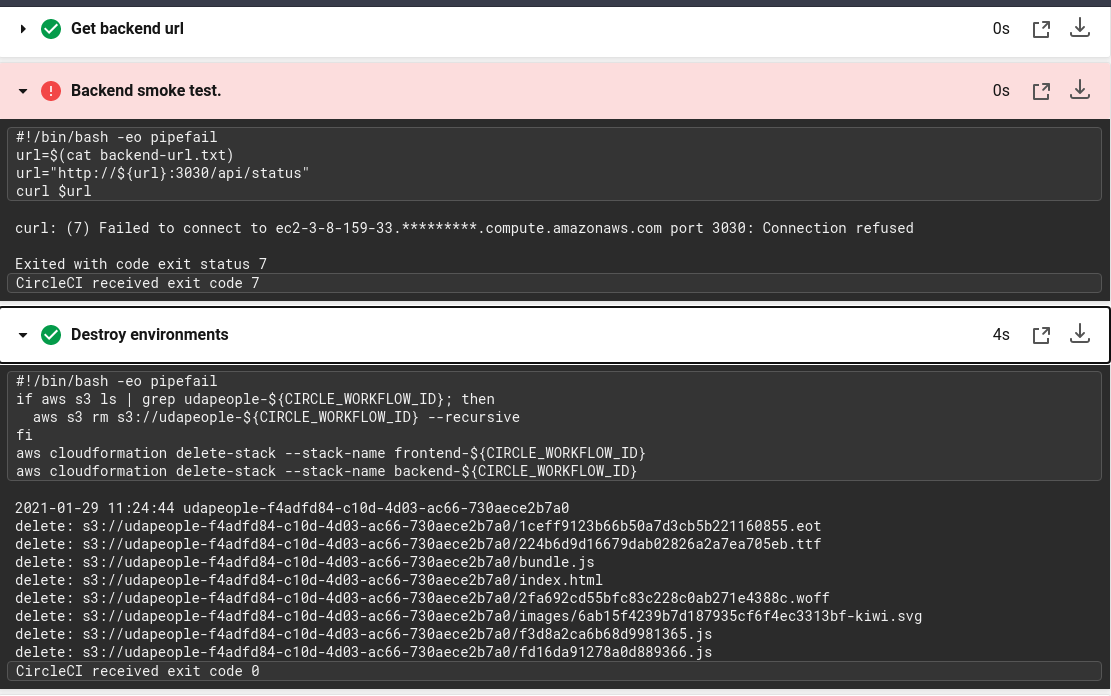 Get backend url
0s
Backend smoke test.
0s
#!/bin/bash -eo pipefail
url=$(cat backend-url.txt)
url="http://${url}:3030/api/status"
curl $url
curl: (7) Failed to connect to ec2-3-8-159-33.*********.compute.amazonaws.com port 3030: Connection refused
Exited with code exit status 7
CircleCI received exit code 7
Destroy environments
4s
#!/bin/bash -eo pipefail
if aws s3 ls | grep udapeople-${CIRCLE_WORKFLOW_ID}; then
  aws s3 rm s3://udapeople-${CIRCLE_WORKFLOW_ID} --recursive
fi
aws cloudformation delete-stack --stack-name frontend-${CIRCLE_WORKFLOW_ID}
aws cloudformation delete-stack --stack-name backend-${CIRCLE_WORKFLOW_ID}
2021-01-29 11:24:44 udapeople-f4adfd84-c10d-4d03-ac66-730aece2b7a0
delete: s3://udapeople-f4adfd84-c10d-4d03-ac66-730aece2b7a0/1ceff9123b66b50a7d3cb5b221160855.eot
delete: s3://udapeople-f4adfd84-c10d-4d03-ac66-730aece2b7a0/224b6d9d16679dab02826a2a7ea705eb.ttf
delete: s3://udapeople-f4adfd84-c10d-4d03-ac66-730aece2b7a0/bundle.js
delete: s3://udapeople-f4adfd84-c10d-4d03-ac66-730aece2b7a0/index.html
delete: s3://udapeople-f4adfd84-c10d-4d03-ac66-730aece2b7a0/2fa692cd55bfc83c228c0ab271e4388c.woff
delete: s3://udapeople-f4adfd84-c10d-4d03-ac66-730aece2b7a0/images/6ab15f4239b7d187935cf6f4ec3313bf-kiwi.svg
delete: s3://udapeople-f4adfd84-c10d-4d03-ac66-730aece2b7a0/f3d8a2ca6b68d9981365.js
delete: s3://udapeople-f4adfd84-c10d-4d03-ac66-730aece2b7a0/fd16da91278a0d889366.js
CircleCI received exit code 0